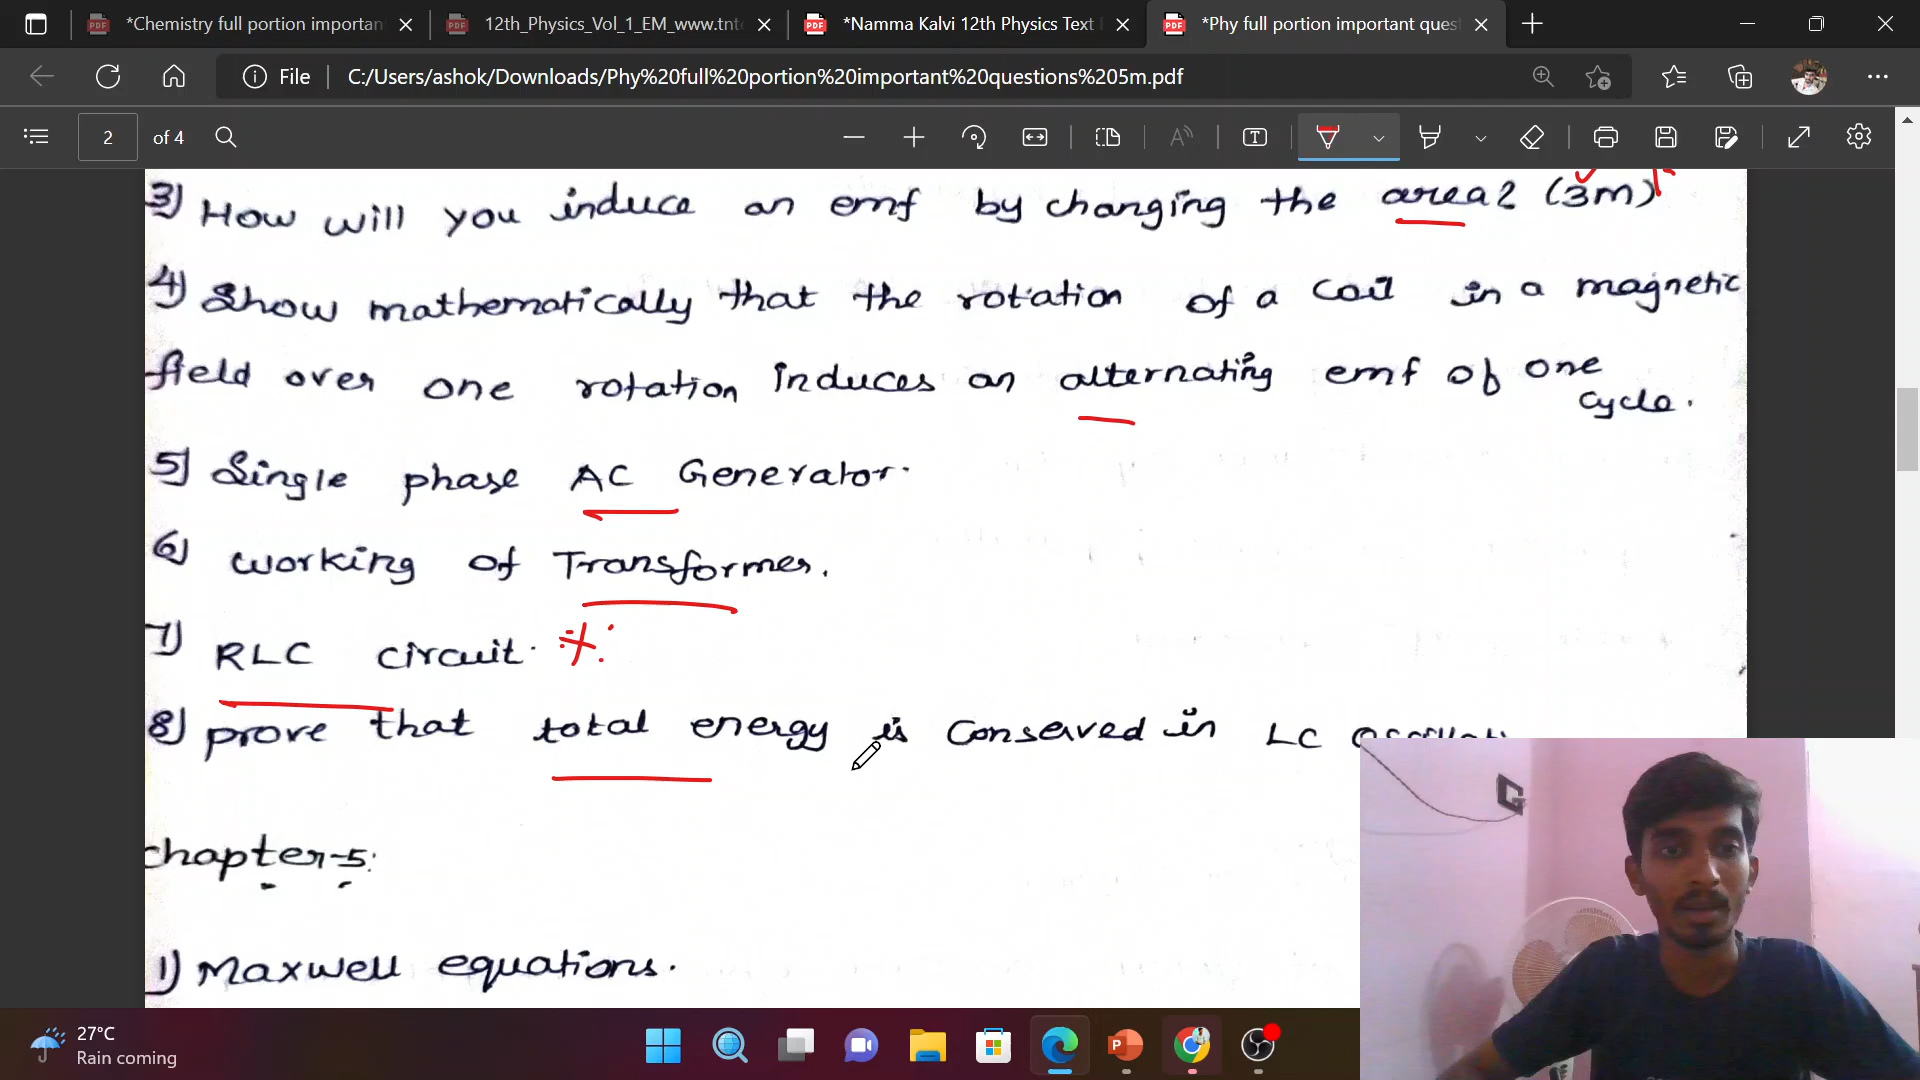 *Chemistry full portion importan
12th_Physics_Vol_1_EM_www.tnt
*Namma Kalvi 12th Physics Text
*Phy full portion important ques
File
C:/Users/ashok/Downloads/Phy%20full%20portion%20important%20questions%205m.pdf
2 of 4
3) How will you induce an emf by changing the area? (3m)
4) Show mathematically that the rotation of a coil in a magnetic
field over one rotation induces an alternating emf of one
cycle.
5) Single phase AC Generator.
6) working of Transformer.
7) RLC circuit.
8) prove that total energy is Conserved in LC
chapter-5:
1) Maxwell equations.
27°C
Rain coming